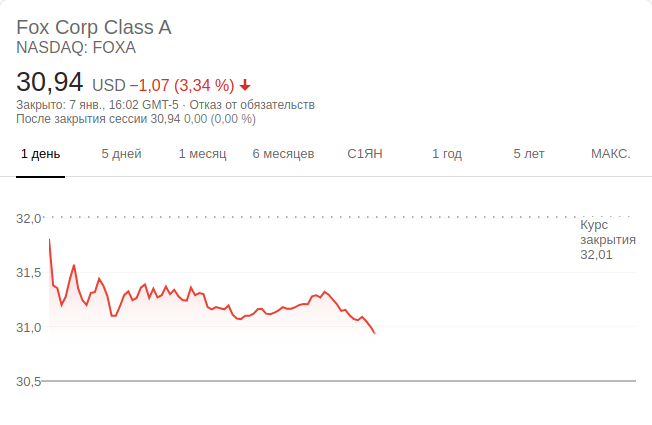 Fox Corp Class A
NASDAQ: FOXA
30,94 USD −1,07 (3,34 %)
Закрыто: 7 янв., 16:02 GMT-5 · Отказ от обязательств
После закрытия сессии 30,94 0,00 (0,00 %)
1 день 5 дней 1 месяц 6 месяцев С1ЯН 1 год 5 лет МАКС.
32,0
Курс
закрытия
32,01
31,5
31,0
30,5